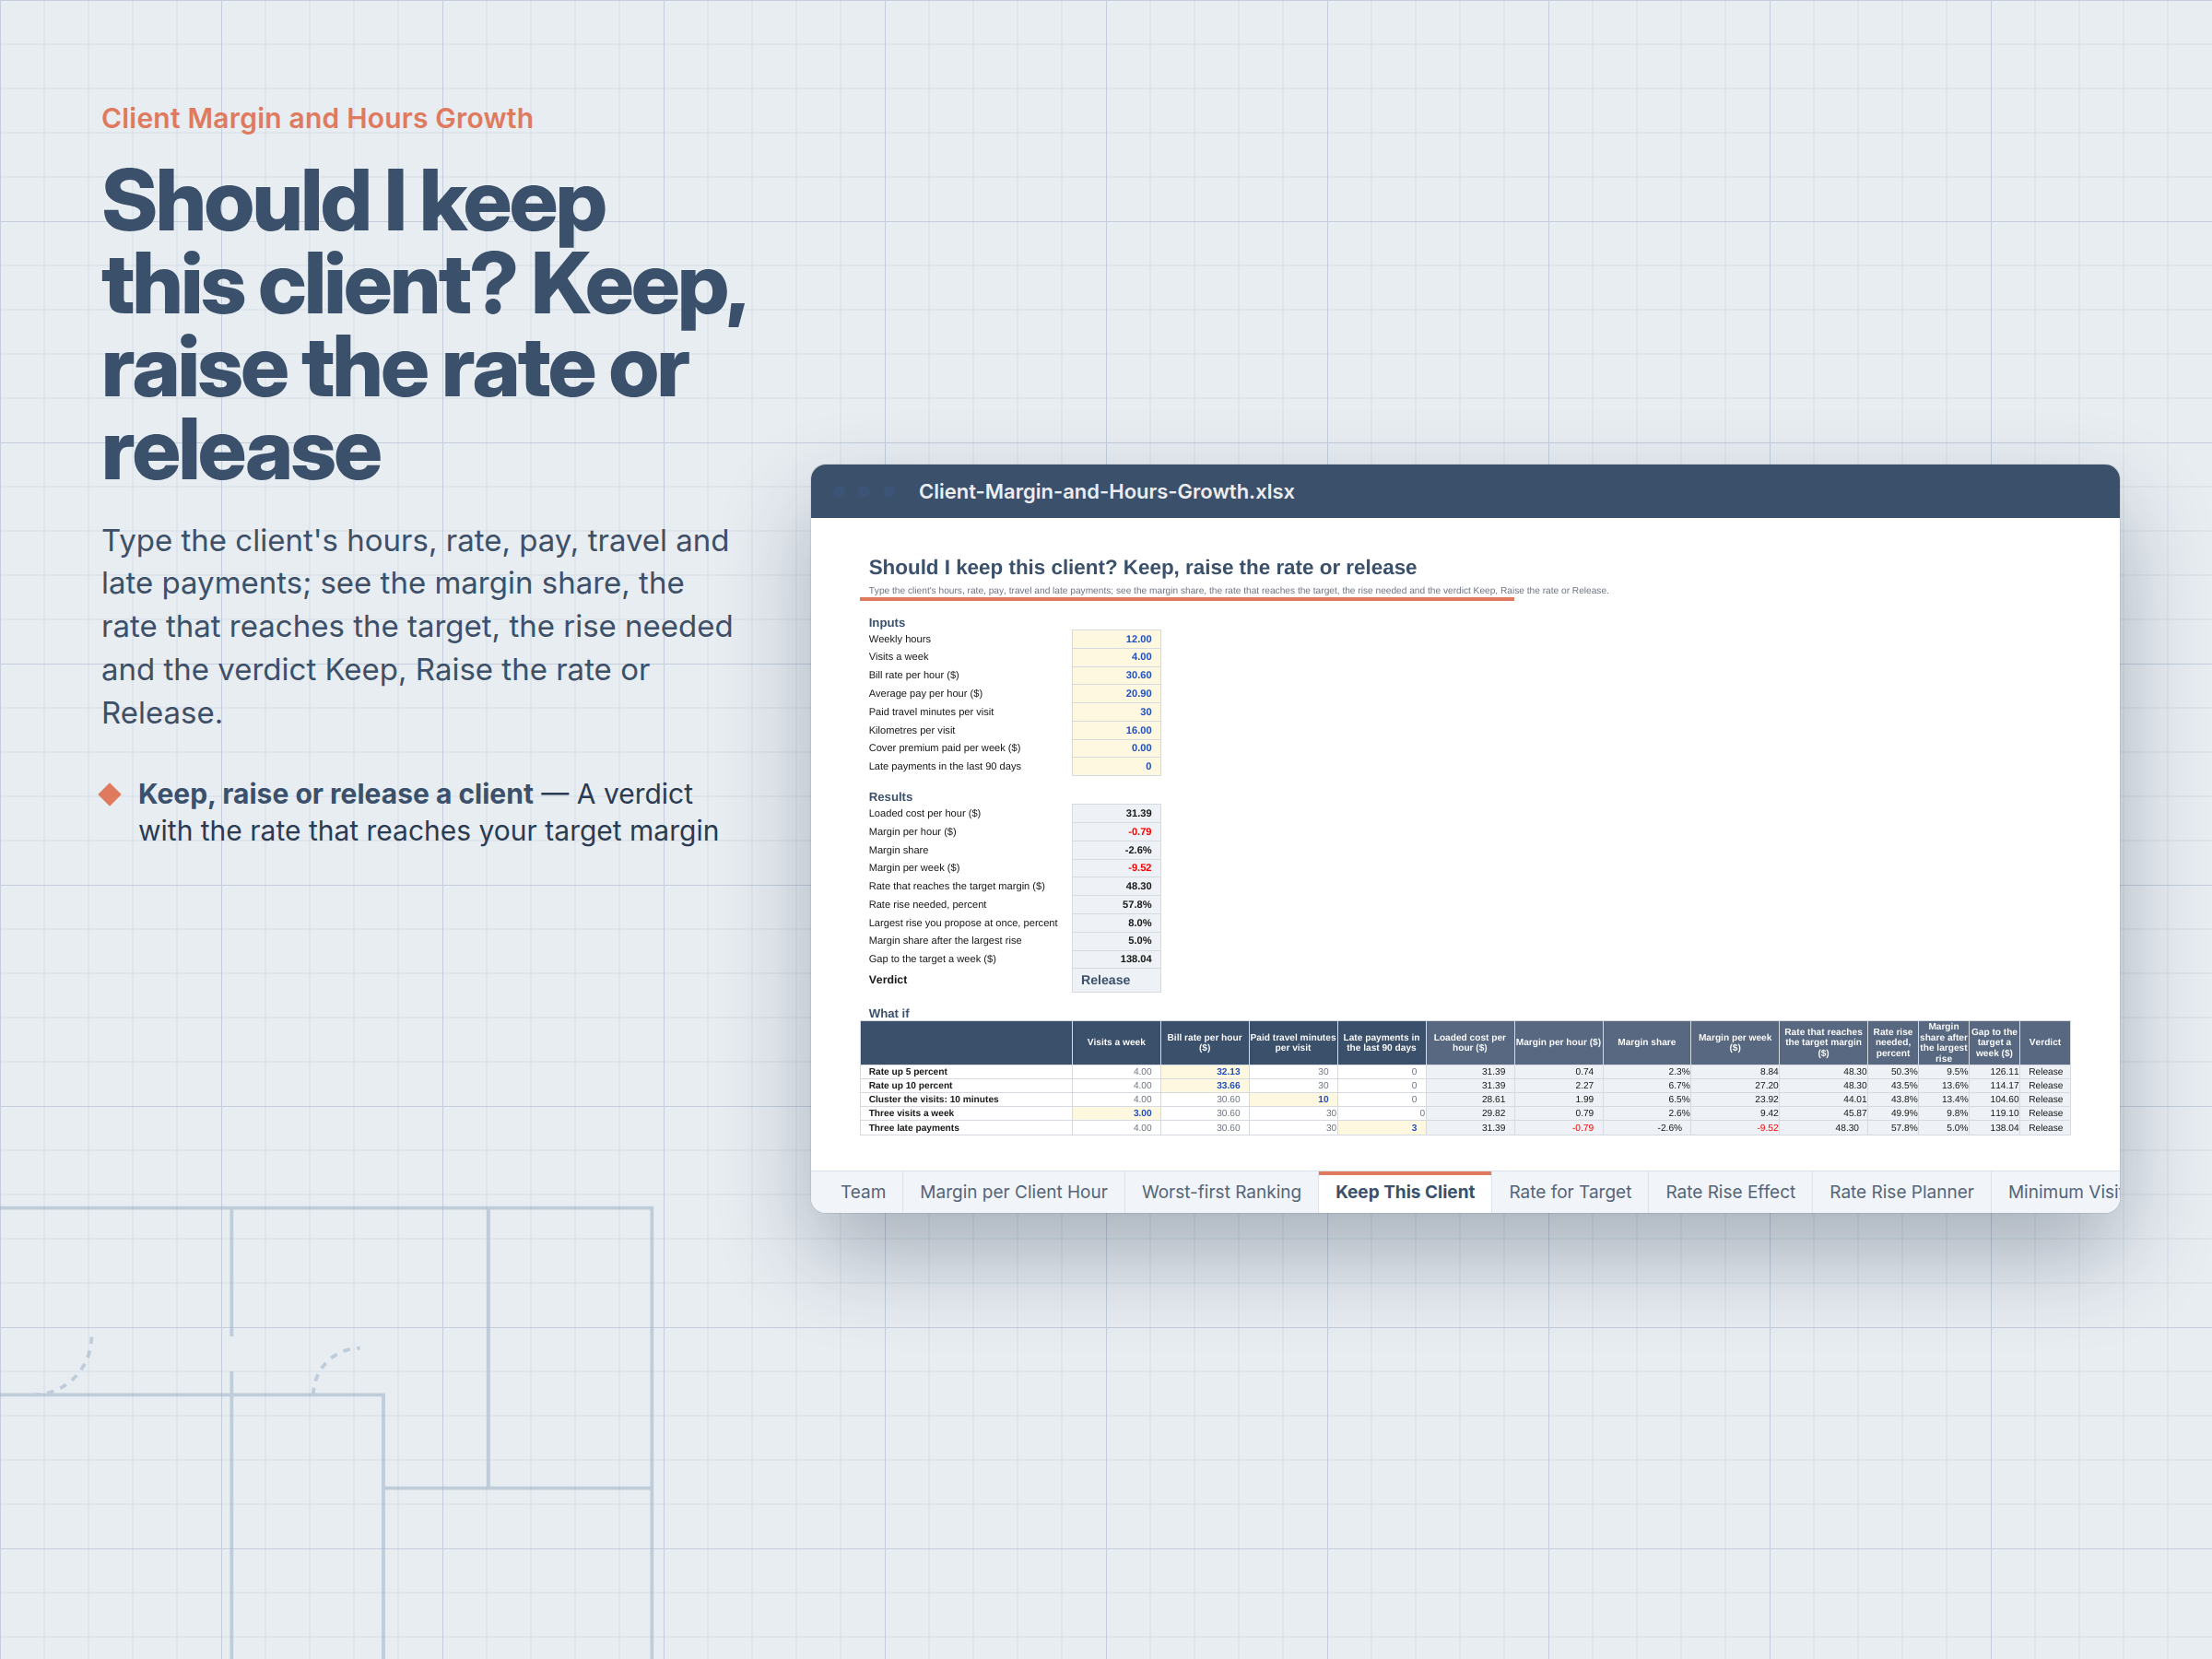 Client Margin and Hours Growth
Should I keep
this client? Keep,
raise the rate or
release
Type the client's hours, rate, pay, travel and
late payments; see the margin share, the
rate that reaches the target, the rise needed
and the verdict Keep, Raise the rate or
Release.
Keep, raise or release a client — A verdict
with the rate that reaches your target margin
Client-Margin-and-Hours-Growth.xlsx
Should I keep this client? Keep, raise the rate or release
Type the client's hours, rate, pay, travel and late payments; see the margin share, the rate that reaches the target, the rise needed and the verdict Keep, Raise the rate or Release.
Inputs
Weekly hours 12.00
Visits a week 4.00
Bill rate per hour ($) 30.60
Average pay per hour ($) 20.90
Paid travel minutes per visit 30
Kilometres per visit 16.00
Cover premium paid per week ($) 0.00
Late payments in the last 90 days 0
Results
Loaded cost per hour ($) 31.39
Margin per hour ($) -0.79
Margin share -2.6%
Margin per week ($) -9.52
Rate that reaches the target margin ($) 48.30
Rate rise needed, percent 57.8%
Largest rise you propose at once, percent 8.0%
Margin share after the largest rise 5.0%
Gap to the target a week ($) 138.04
Verdict Release
What if
Visits a week Bill rate per hour ($) Paid travel minutes per visit Late payments in the last 90 days Loaded cost per hour ($) Margin per hour ($) Margin share Margin per week ($) Rate that reaches the target margin ($) Rate rise needed, percent Margin share after the largest rise Gap to the target a week ($) Verdict
Rate up 5 percent 4.00 32.13 30 0 31.39 0.74 2.3% 8.84 48.30 50.3% 9.5% 126.11 Release
Rate up 10 percent 4.00 33.66 30 0 31.39 2.27 6.7% 27.20 48.30 43.5% 13.6% 114.17 Release
Cluster the visits: 10 minutes 4.00 30.60 10 0 28.61 1.99 6.5% 23.92 44.01 43.8% 13.4% 104.60 Release
Three visits a week 3.00 30.60 30 0 29.82 0.79 2.6% 9.42 45.87 49.9% 9.8% 119.10 Release
Three late payments 4.00 30.60 30 3 31.39 -0.79 -2.6% -9.52 48.30 57.8% 5.0% 138.04 Release
Team Margin per Client Hour Worst-first Ranking Keep This Client Rate for Target Rate Rise Effect Rate Rise Planner Minimum